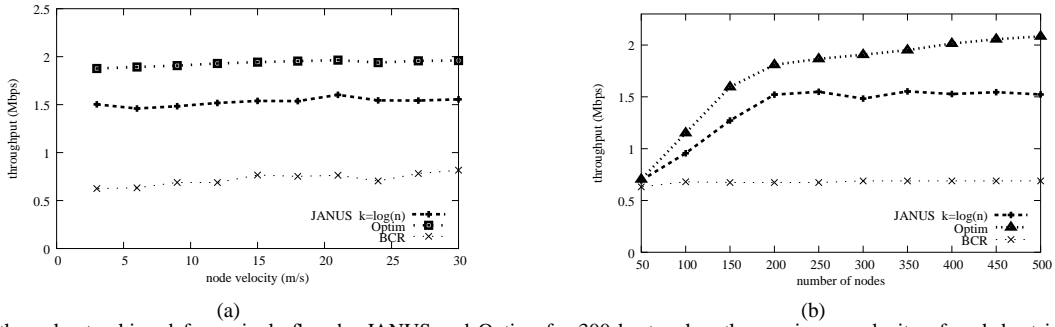 2.5
2
1.5
1
0.5
0
throughput (Mbps)
0 5 10 15 20 25 30
node velocity (m/s)
JANUS k=log(n)
Optim
BCR
(a)
2
1.5
1
0.5
0
throughput (Mbps)
50 100 150 200 250 300 350 400 450 500
number of nodes
JANUS k=log(n)
Optim
BCR
(b)